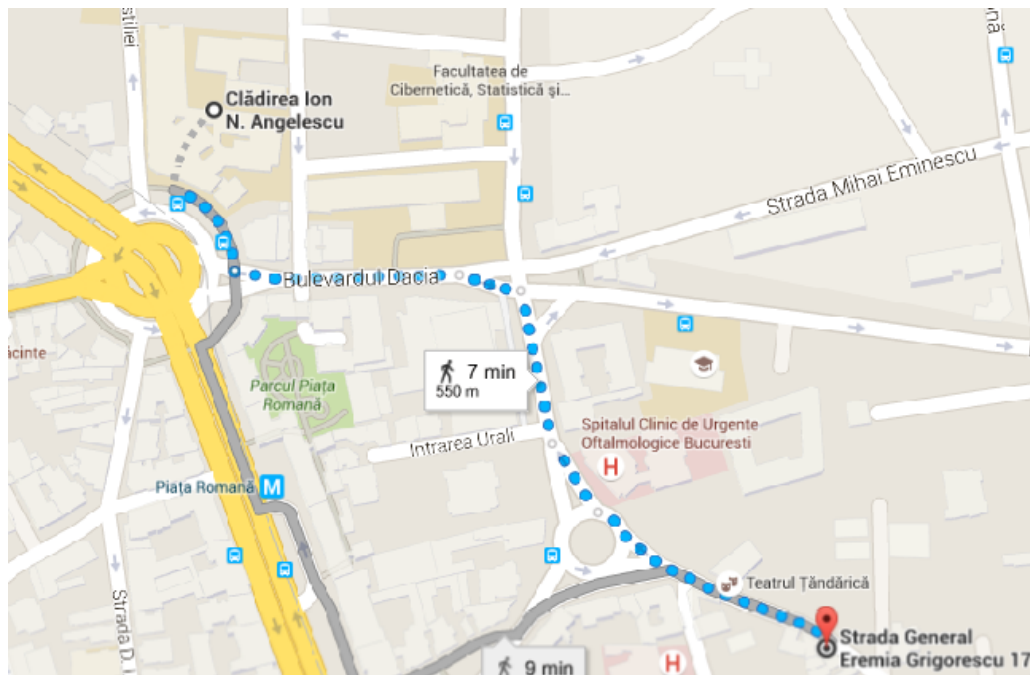 stiliei
Facultatea de
Cibernetică, Statistică și...
Clădirea Ion
N. Angelescu
Strada Mihai Eminescu
Bulevardul Dacia
ăcinte
Parcul Piața
Romană
7 min
550 m
Intrarea Urali
Spitalul Clinic de Urgente
Oftalmologice Bucuresti
H
Piața Romană M
Teatrul Țăndărică
Strada D.
Strada General
Eremia Grigorescu 17
9 min
H